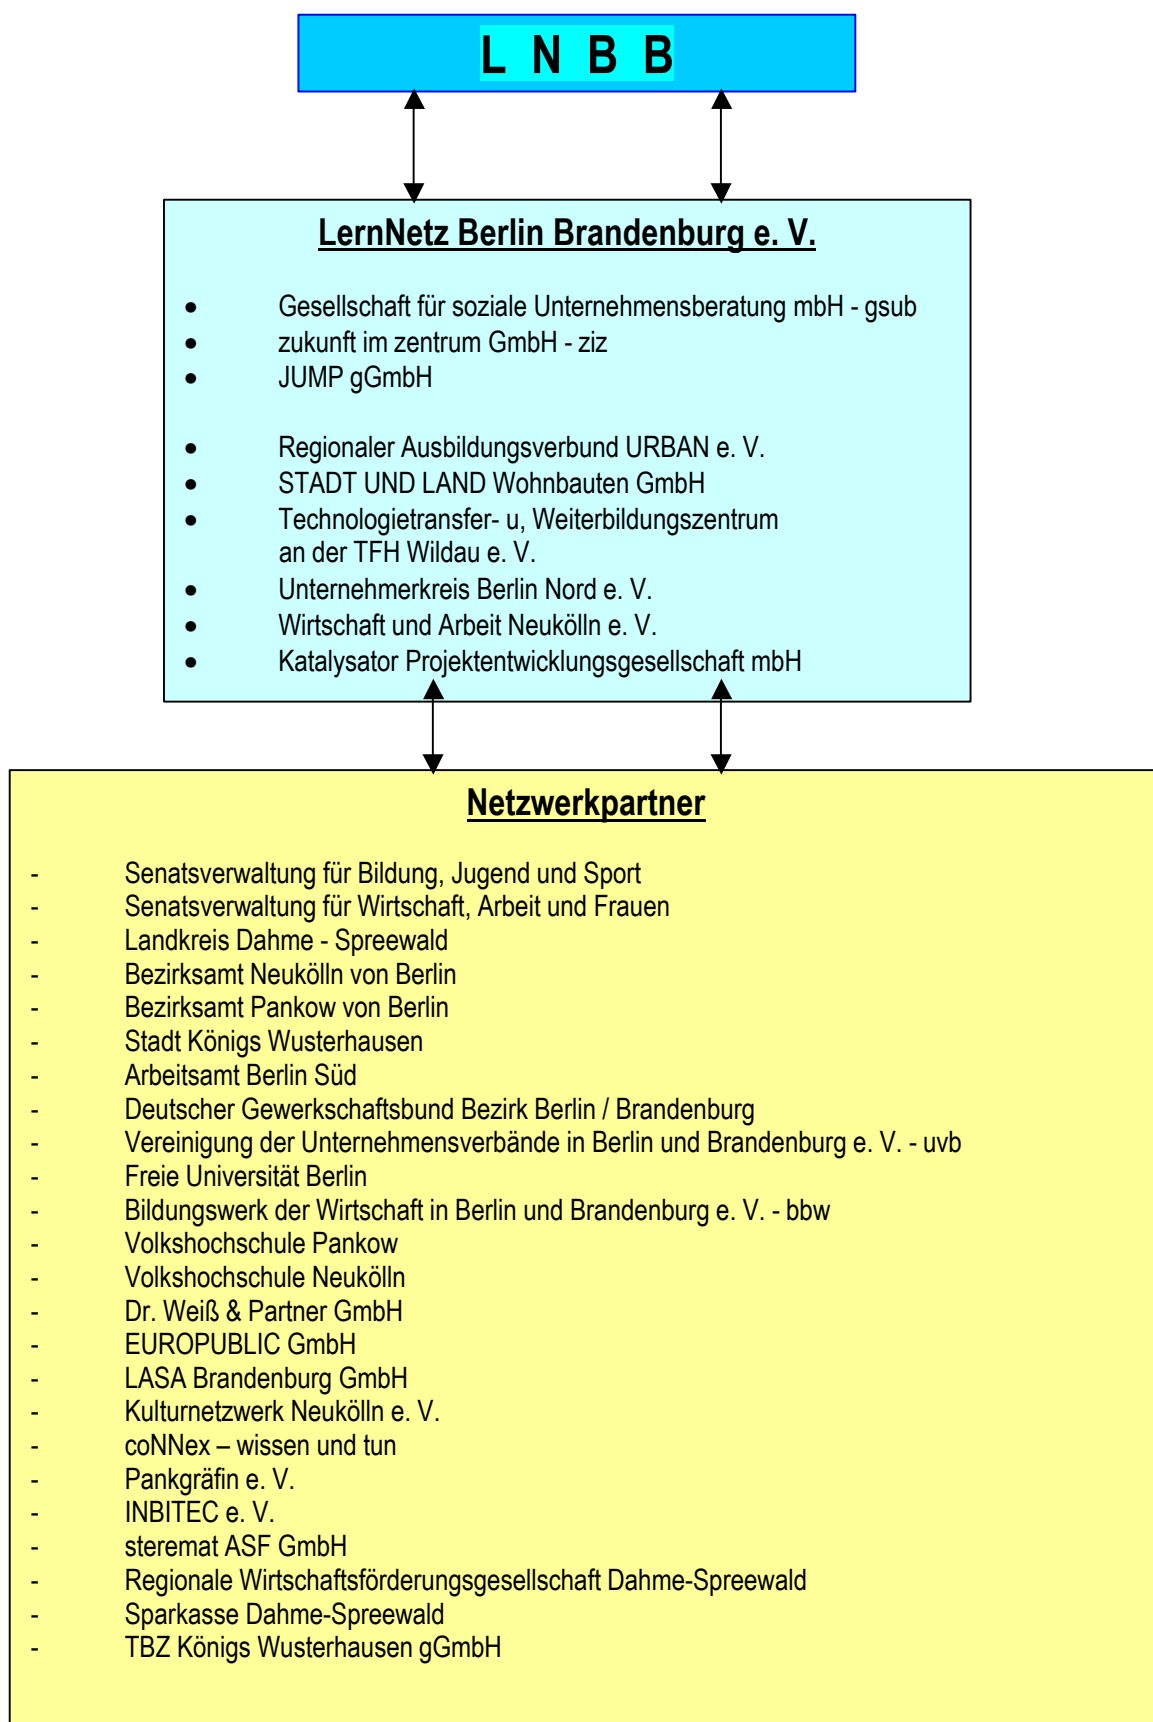 L N B B
LernNetz Berlin Brandenburg e. V.
• Gesellschaft für soziale Unternehmensberatung mbH - gsub
• zukunft im zentrum GmbH - ziz
• JUMP gGmbH
• Regionaler Ausbildungsverbund URBAN e. V.
• STADT UND LAND Wohnbauten GmbH
• Technologietransfer- u, Weiterbildungszentrum
an der TFH Wildau e. V.
• Unternehmerkreis Berlin Nord e. V.
• Wirtschaft und Arbeit Neukölln e. V.
• Katalysator Projektentwicklungsgesellschaft mbH
Netzwerkpartner
- Senatsverwaltung für Bildung, Jugend und Sport
- Senatsverwaltung für Wirtschaft, Arbeit und Frauen
- Landkreis Dahme - Spreewald
- Bezirksamt Neukölln von Berlin
- Bezirksamt Pankow von Berlin
- Stadt Königs Wusterhausen
- Arbeitsamt Berlin Süd
- Deutscher Gewerkschaftsbund Bezirk Berlin / Brandenburg
- Vereinigung der Unternehmensverbände in Berlin und Brandenburg e. V. - uvb
- Freie Universität Berlin
- Bildungswerk der Wirtschaft in Berlin und Brandenburg e. V. - bbw
- Volkshochschule Pankow
- Volkshochschule Neukölln
- Dr. Weiß & Partner GmbH
- EUROPUBLIC GmbH
- LASA Brandenburg GmbH
- Kulturnetzwerk Neukölln e. V.
- coNNex – wissen und tun
- Pankgräfin e. V.
- INBITEC e. V.
- steremat ASF GmbH
- Regionale Wirtschaftsförderungsgesellschaft Dahme-Spreewald
- Sparkasse Dahme-Spreewald
- TBZ Königs Wusterhausen gGmbH